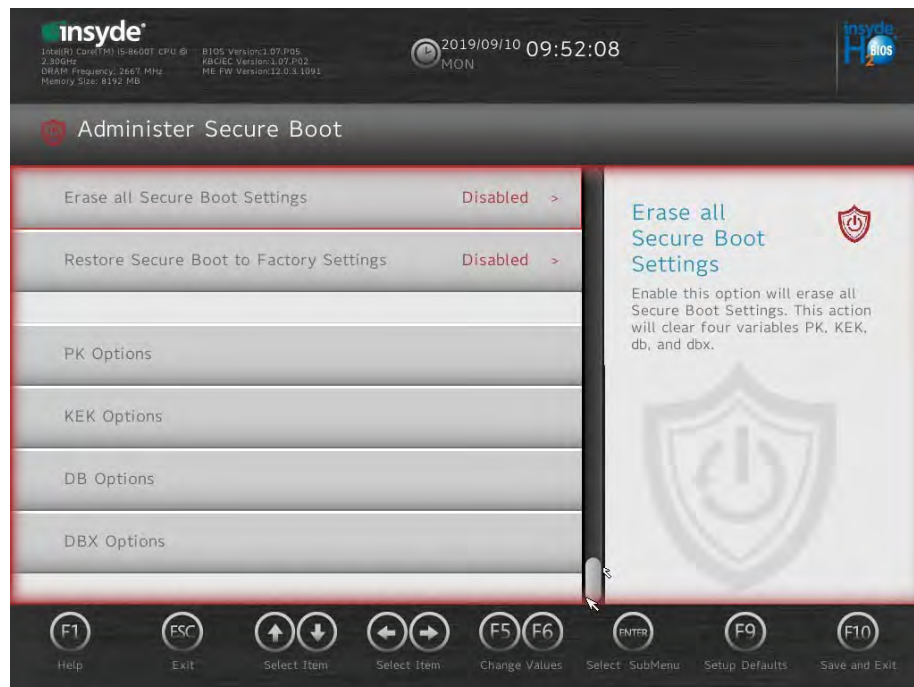 insyde®
Intel(R) Core(TM) i5-8600T CPU @
2.30GHz
DRAM Frequency: 2667 MHz
Memory Size: 8192 MB
BIOS Version:1.07.P05
KBC/EC Version:1.07.P02
ME FW Version:12.0.3.1091
2019/09/10 09:52:08
MON
insyde
H2O BIOS
Administer Secure Boot
Erase all Secure Boot Settings Disabled >
Restore Secure Boot to Factory Settings Disabled >
PK Options
KEK Options
DB Options
DBX Options
Erase all
Secure Boot
Settings
Enable this option will erase all
Secure Boot Settings. This action
will clear four variables PK, KEK,
db, and dbx.
F1 ESC F5 F6 ENTER F9 F10
Help Exit Select Item Select Item Change Values Select SubMenu Setup Defaults Save and Exit